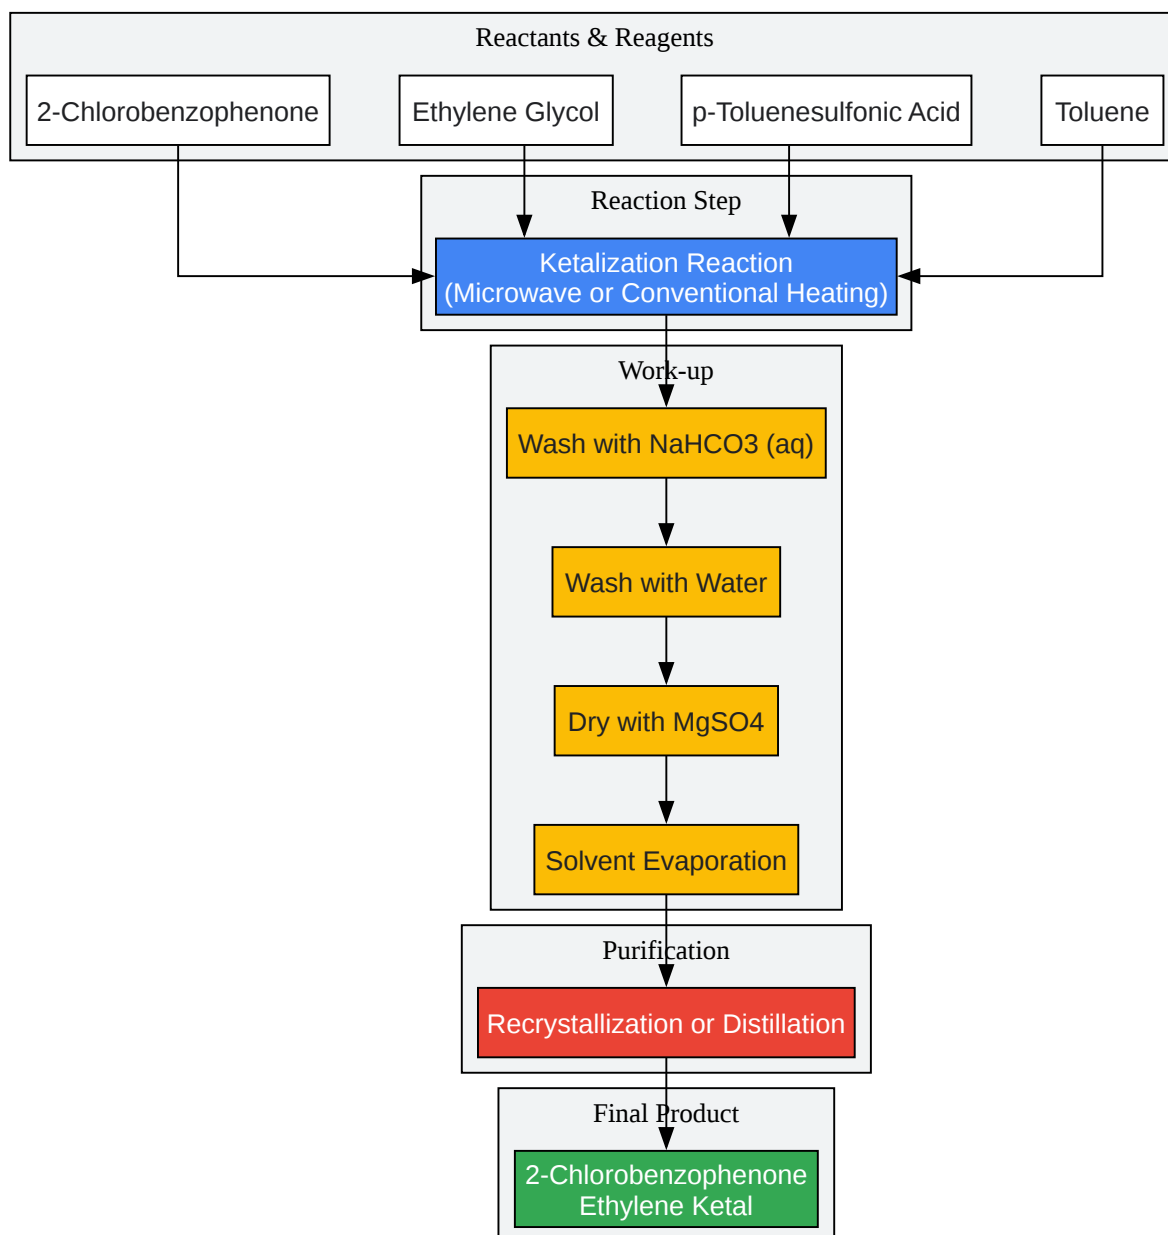 Reactants & Reagents
2-Chlorobenzophenone
Ethylene Glycol
p-Toluenesulfonic Acid
Toluene
Reaction Step
Ketalization Reaction
(Microwave or Conventional Heating)
Work-up
Wash with NaHCO3 (aq)
Wash with Water
Dry with MgSO4
Solvent Evaporation
Purification
Recrystallization or Distillation
Final Product
2-Chlorobenzophenone
Ethylene Ketal